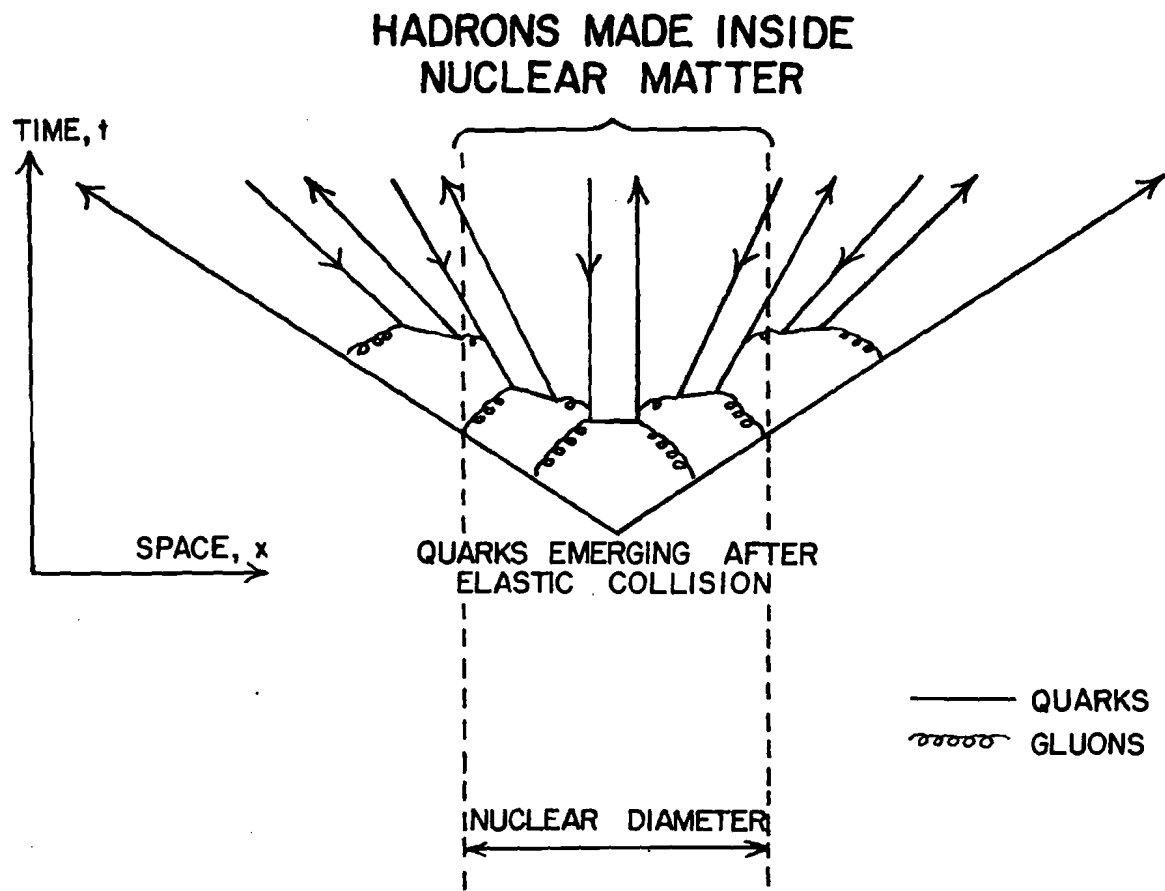 HADRONS MADE INSIDE
NUCLEAR MATTER
TIME, t
SPACE, x
QUARKS EMERGING AFTER
ELASTIC COLLISION
QUARKS
GLUONS
NUCLEAR DIAMETER